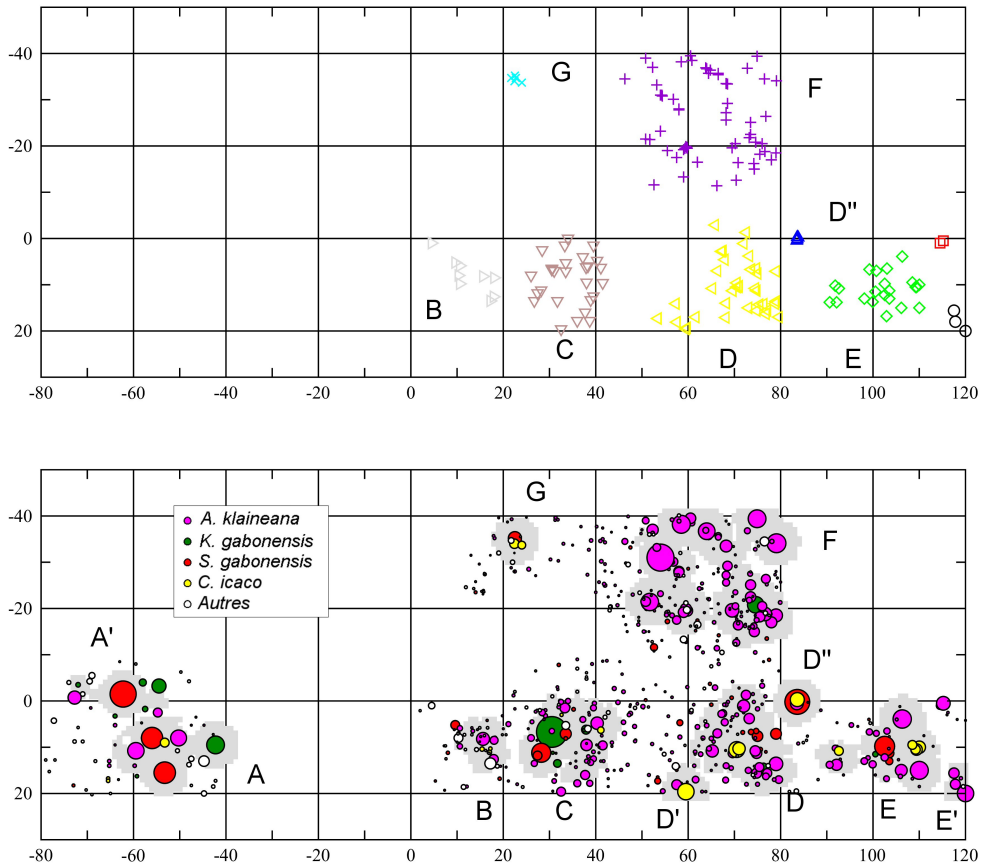 -40
G
F
-20
D"
0
B
20
C
D
E
-80 -60 -40 -20 0 20 40 60 80 100 120
G
-40
A. klaineana
F
K. gabonensis
S. gabonensis
C. icaco
-20
Autres
A'
D"
0
A
20
B C D' D E E'
-80 -60 -40 -20 0 20 40 60 80 100 120